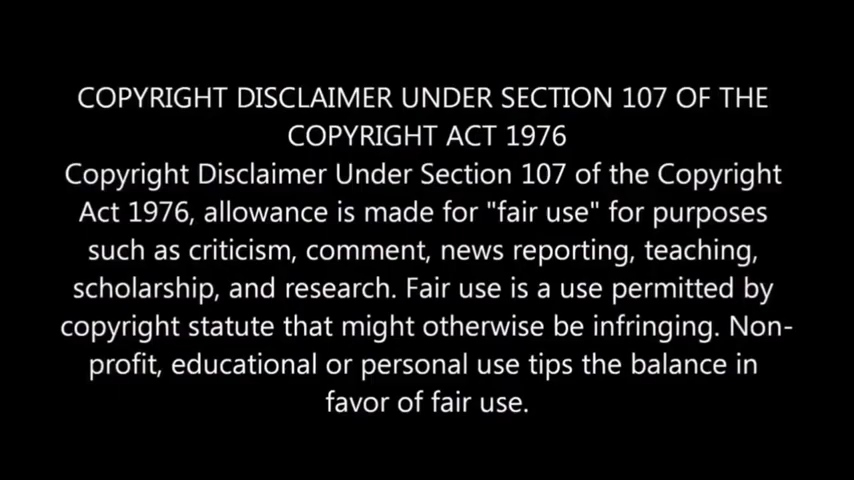 COPYRIGHT DISCLAIMER UNDER SECTION 107 OF THE
COPYRIGHT ACT 1976
Copyright Disclaimer Under Section 107 of the Copyright
Act 1976, allowance is made for "fair use" for purposes
such as criticism, comment, news reporting, teaching,
scholarship, and research. Fair use is a use permitted by
copyright statute that might otherwise be infringing. Non-
profit, educational or personal use tips the balance in
favor of fair use.